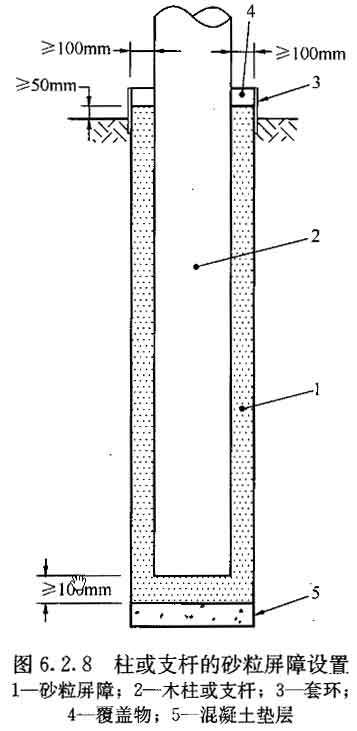 4
≥100mm
≥100mm
≥50mm
3
2
1
≥100mm
5
图 6.2.8 柱或支杆的砂粒屏障设置
1—砂粒屏障；2—木柱或支杆；3—套环；
4—覆盖物；5—混凝土垫层